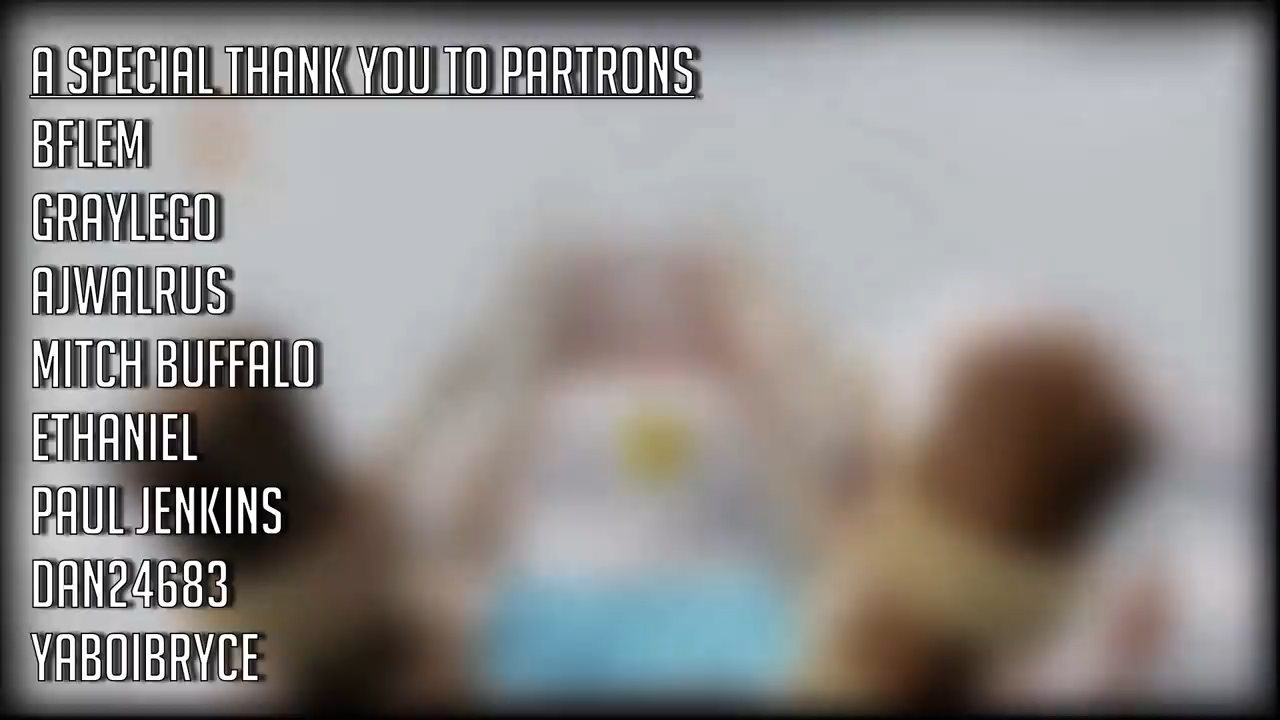 A SPECIAL THANK YOU TO PARTRONS
BFLEM
GRAYLEGO
AJWALRUS
MITCH BUFFALO
ETHANIEL
PAUL JENKINS
DAN24683
YABOIBRYCE